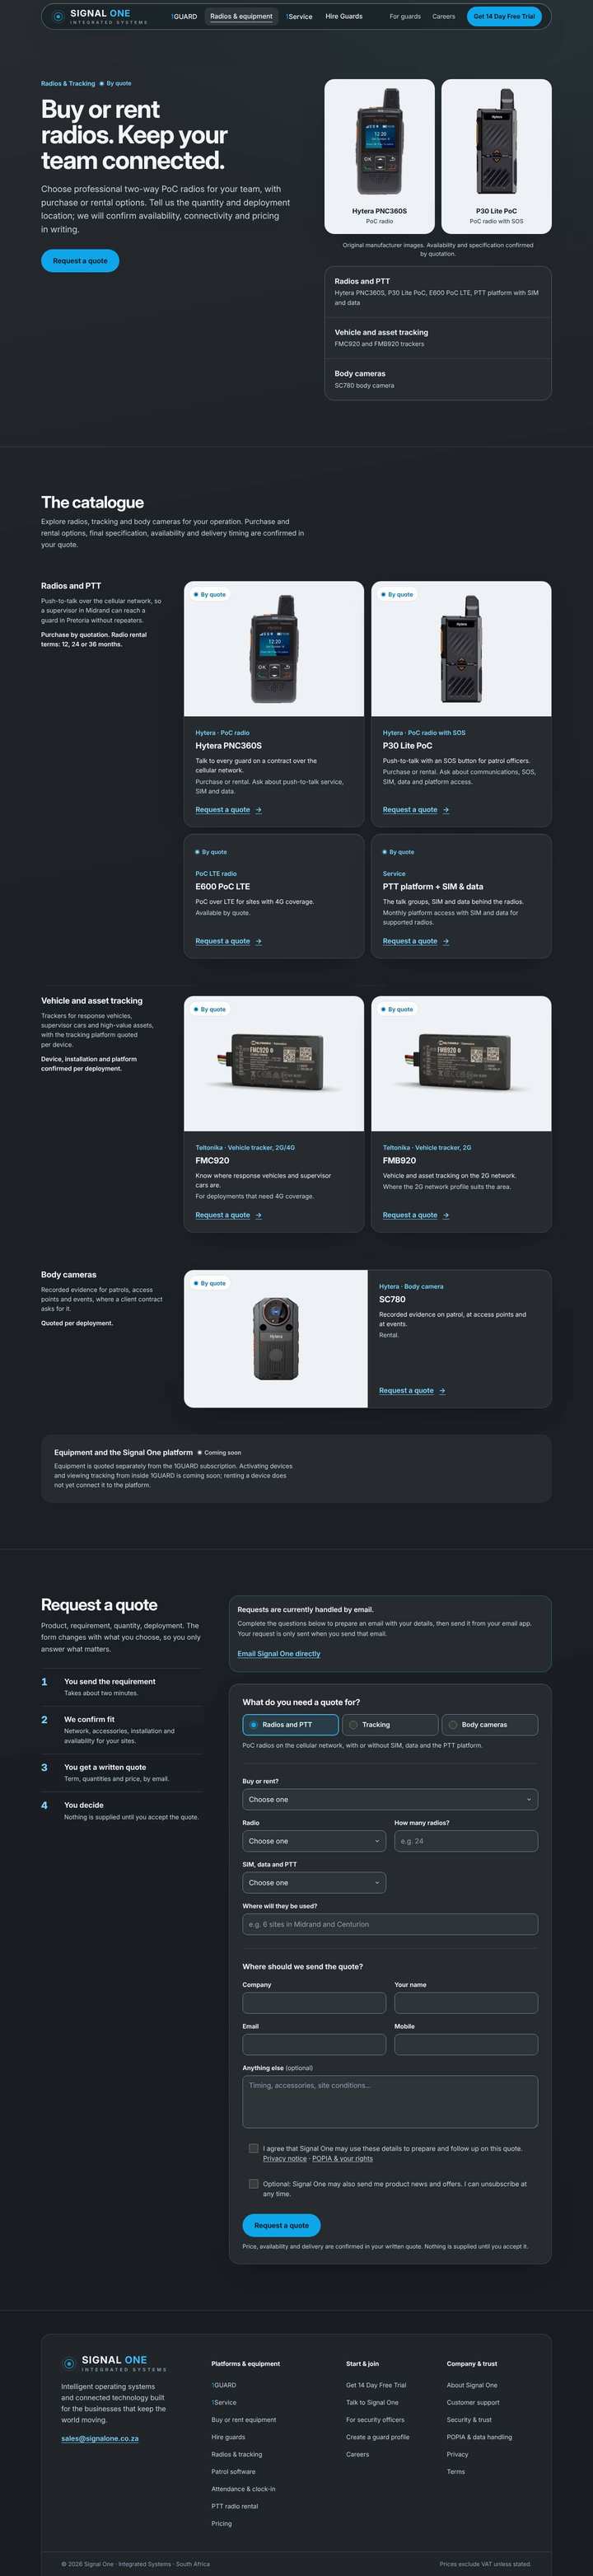 SIGNAL ONE
INTEGRATED SYSTEMS
1GUARD
Radios & equipment
1Service
Hire Guards
For guards
Careers
Get 14 Day Free Trial
Radios & Tracking
By quote
Buy or rent
radios. Keep your
team connected.
Choose professional two-way PoC radios for your team, with
purchase or rental options. Tell us the quantity and deployment
location; we will confirm availability, connectivity and pricing
in writing.
Request a quote
Hytera PNC360S
PoC radio
P30 Lite PoC
PoC radio with SOS
Original manufacturer images. Availability and specification confirmed
by quotation.
Radios and PTT
Hytera PNC360S, P30 Lite PoC, E600 PoC LTE, PTT platform with SIM
and data
Vehicle and asset tracking
FMC920 and FMB920 trackers
Body cameras
SC780 body camera
The catalogue
Explore radios, tracking and body cameras for your operation. Purchase and
rental options, final specification, availability and delivery timing are confirmed in
your quote.
Radios and PTT
Push-to-talk over the cellular network, so
a supervisor in Midrand can reach a
guard in Pretoria without repeaters.
Purchase by quotation. Radio rental
terms: 12, 24 or 36 months.
By quote
12:20
Hytera · PoC radio
Hytera PNC360S
Talk to every guard on a contract over the
cellular network.
Purchase or rental. Ask about push-to-talk service,
SIM and data.
Request a quote →
By quote
Hytera
Hytera · PoC radio with SOS
P30 Lite PoC
Push-to-talk with an SOS button for patrol officers.
Purchase or rental. Ask about communications, SOS,
SIM, data and platform access.
Request a quote →
By quote
PoC LTE radio
E600 PoC LTE
PoC over LTE for sites with 4G coverage.
Available by quote.
Request a quote →
By quote
Service
PTT platform + SIM & data
The talk groups, SIM and data behind the radios.
Monthly platform access with SIM and data for
supported radios.
Request a quote →
Vehicle and asset tracking
Trackers for response vehicles,
supervisor cars and high-value assets,
with the tracking platform quoted
per device.
Device, installation and platform
confirmed per deployment.
By quote
FMC920
Teltonika · Vehicle tracker, 2G/4G
FMC920
Know where response vehicles and supervisor
cars are.
For deployments that need 4G coverage.
Request a quote →
By quote
FMB920
Teltonika · Vehicle tracker, 2G
FMB920
Vehicle and asset tracking on the 2G network.
Where the 2G network profile suits the area.
Request a quote →
Body cameras
Recorded evidence for patrols, access
points and events, where a client contract
asks for it.
Quoted per deployment.
By quote
Hytera
Hytera · Body camera
SC780
Recorded evidence on patrol, at access points and
at events.
Rental.
Request a quote →
Equipment and the Signal One platform
Coming soon
Equipment is quoted separately from the 1GUARD subscription. Activating devices
and viewing tracking from inside 1GUARD is coming soon; renting a device does
not yet connect it to the platform.
Request a quote
Product, requirement, quantity, deployment. The
form changes with what you choose, so you only
answer what matters.
1 You send the requirement
Takes about two minutes.
2 We confirm fit
Network, accessories, installation and
availability for your sites.
3 You get a written quote
Term, quantities and price, by email.
4 You decide
Nothing is supplied until you accept the quote.
Requests are currently handled by email.
Complete the questions below to prepare an email with your details, then send it from your email app.
Your request is only sent when you send that email.
Email Signal One directly
What do you need a quote for?
Radios and PTT
Tracking
Body cameras
PoC radios on the cellular network, with or without SIM, data and the PTT platform.
Buy or rent?
Choose one
Radio
How many radios?
Choose one
e.g. 24
SIM, data and PTT
Choose one
Where will they be used?
e.g. 6 sites in Midrand and Centurion
Where should we send the quote?
Company
Your name
Email
Mobile
Anything else (optional)
Timing, accessories, site conditions...
I agree that Signal One may use these details to prepare and follow up on this quote.
Privacy notice · POPIA & your rights
Optional: Signal One may also send me product news and offers. I can unsubscribe at
any time.
Request a quote
Price, availability and delivery are confirmed in your written quote. Nothing is supplied until you accept it.
SIGNAL ONE
INTEGRATED SYSTEMS
Intelligent operating systems
and connected technology built
for the businesses that keep the
world moving.
sales@signalone.co.za
Platforms & equipment
1GUARD
1Service
Buy or rent equipment
Hire guards
Radios & tracking
Patrol software
Attendance & clock-in
PTT radio rental
Pricing
Start & join
Get 14 Day Free Trial
Talk to Signal One
For security officers
Create a guard profile
Careers
Company & trust
About Signal One
Customer support
Security & trust
POPIA & data handling
Privacy
Terms
© 2026 Signal One · Integrated Systems · South Africa
Prices exclude VAT unless stated.